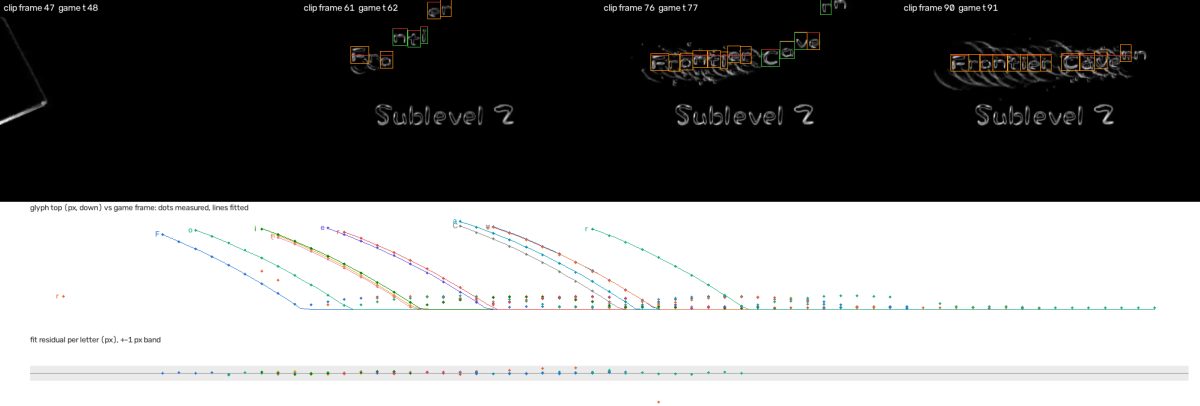 clip frame 47 game t 48
clip frame 61 game t 62
clip frame 76 game t 77
clip frame 90 game t 91
Sublevel 2
Frontier Cave
Sublevel 2
Frontier Cave
Sublevel 2
glyph top (px, down) vs game frame: dots measured, lines fitted
fit residual per letter (px), +-1 px band